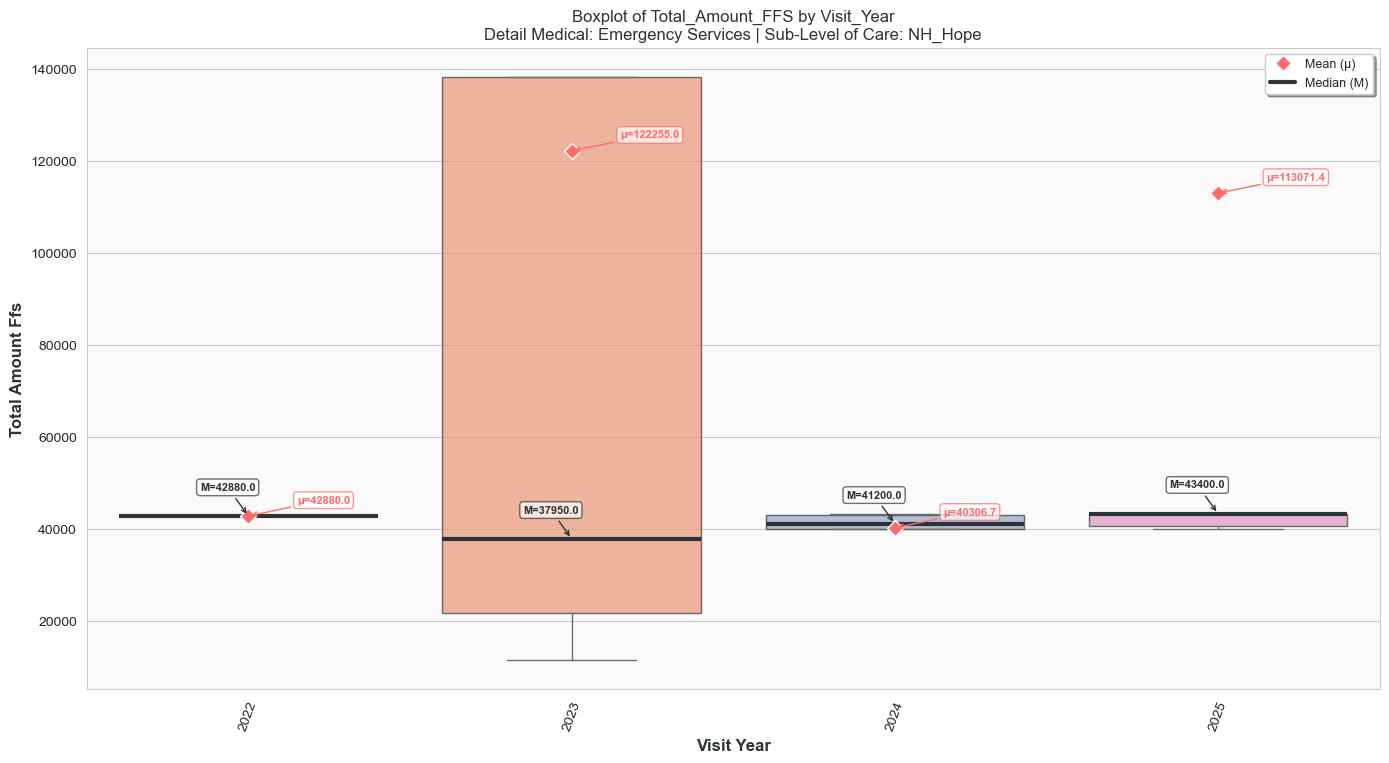 Boxplot of Total_Amount_FFS by Visit_Year
Detail Medical: Emergency Services | Sub-Level of Care: NH_Hope
Mean (μ)
Median (M)
Total Amount Ffs
140000
120000
100000
80000
60000
40000
20000
μ=122255.0
μ=113071.4
M=42880.0
μ=42880.0
M=37950.0
M=41200.0
μ=40306.7
M=43400.0
2022
2023
2024
2025
Visit Year